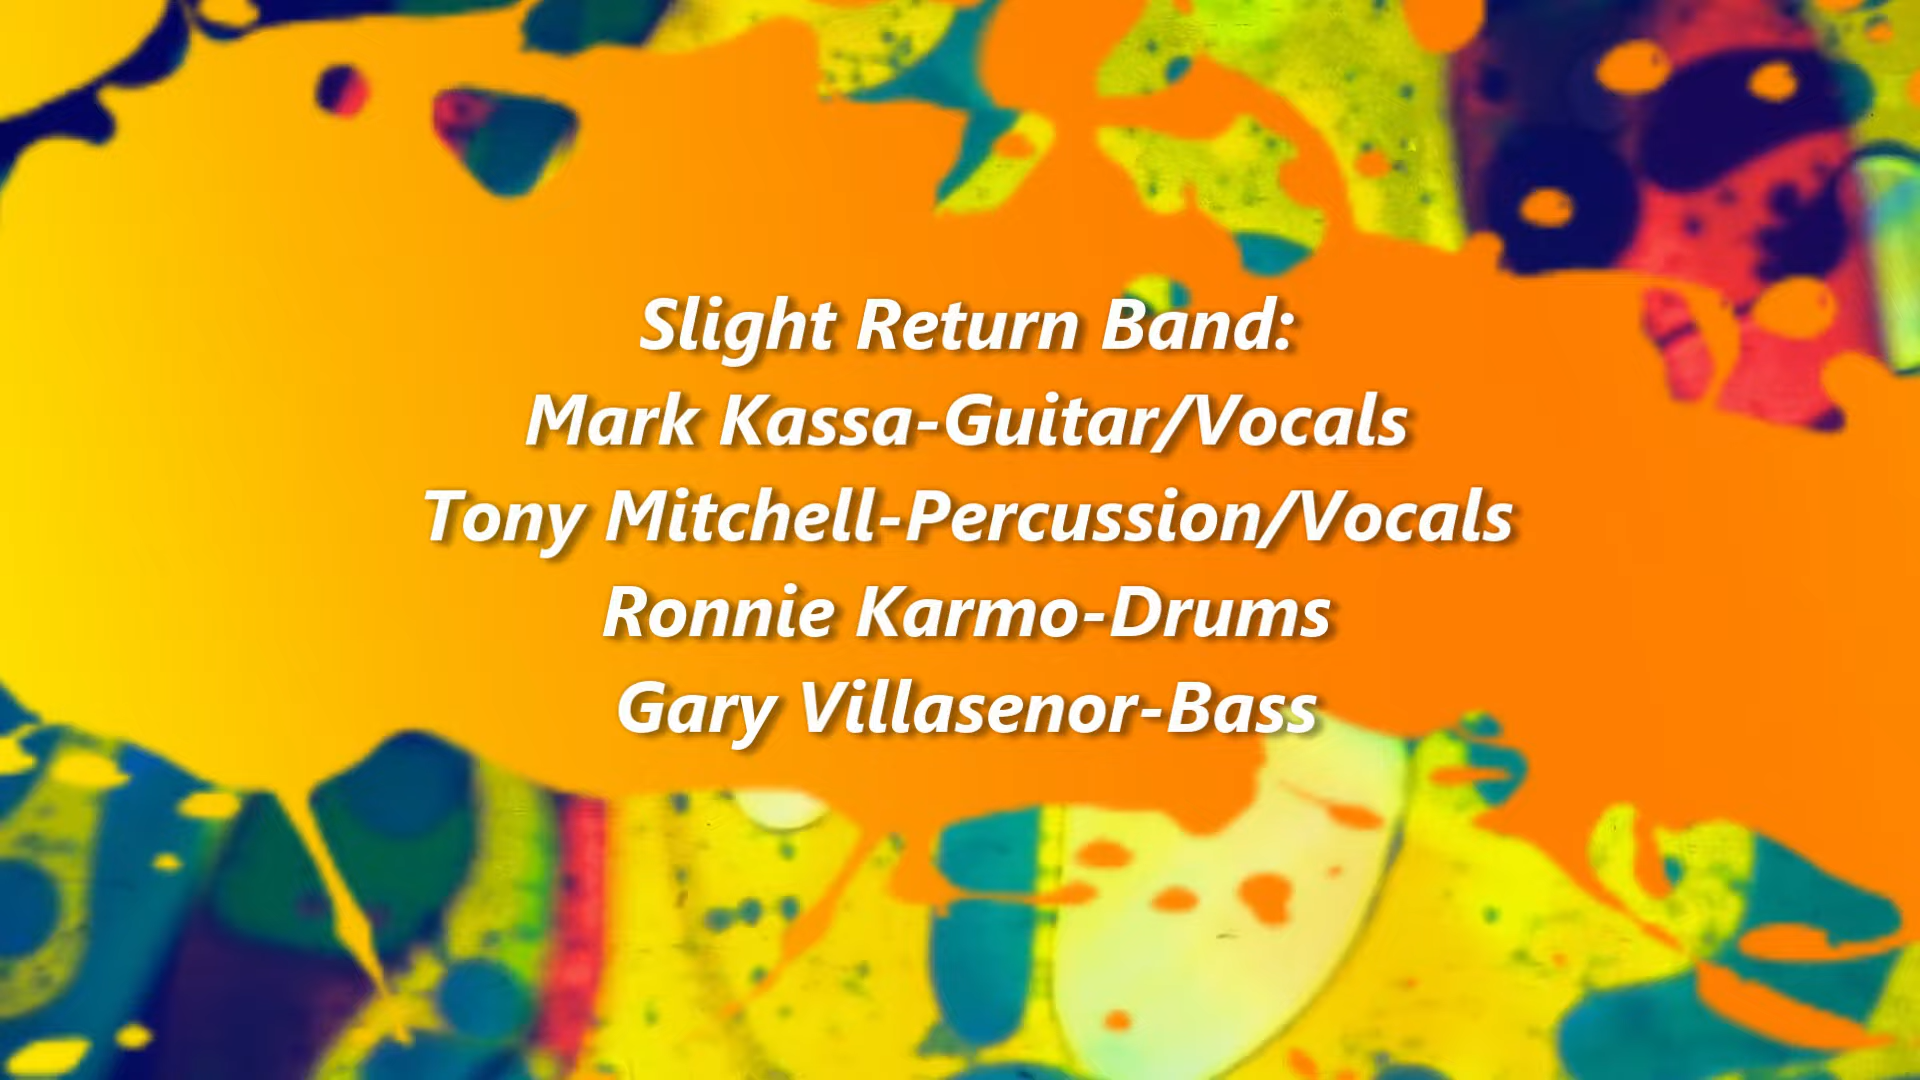 Slight Return Band:
Mark Kassa-Guitar/Vocals
Tony Mitchell-Percussion/Vocals
Ronnie Karmo-Drums
Gary Villasenor-Bass